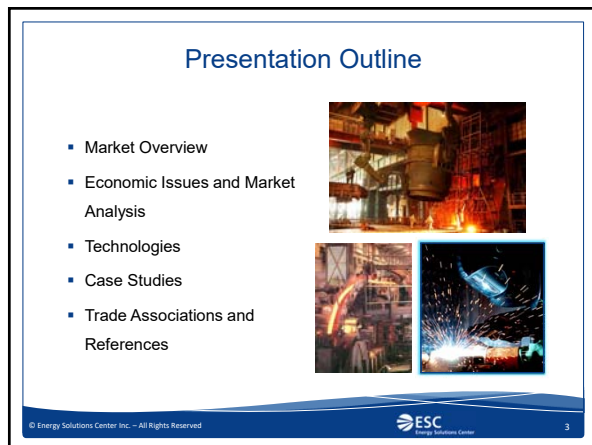 Presentation Outline
▪ Market Overview
▪ Economic Issues and Market
Analysis
▪ Technologies
▪ Case Studies
▪ Trade Associations and
References
© Energy Solutions Center Inc. – All Rights Reserved
ESC
Energy Solutions Center
3